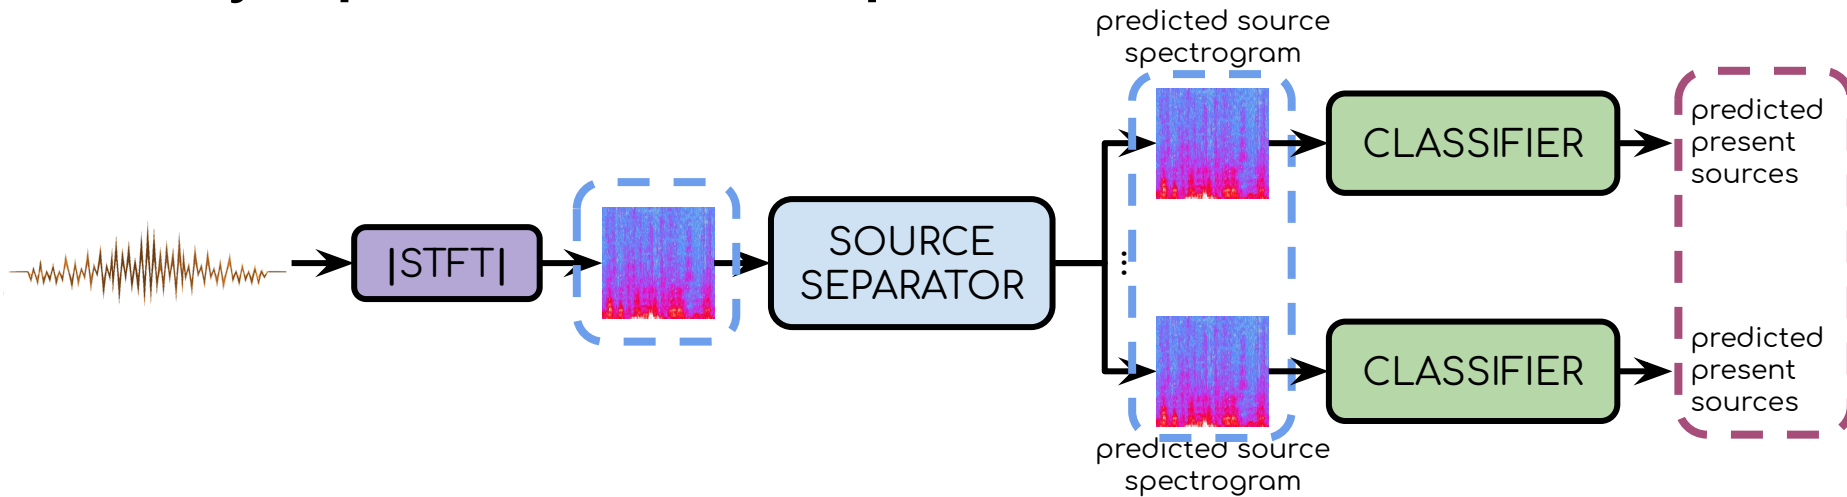 predicted source
spectrogram
CLASSIFIER
predicted
present
sources
|STFT|
SOURCE
SEPARATOR
...
CLASSIFIER
predicted
present
sources
predicted source
spectrogram